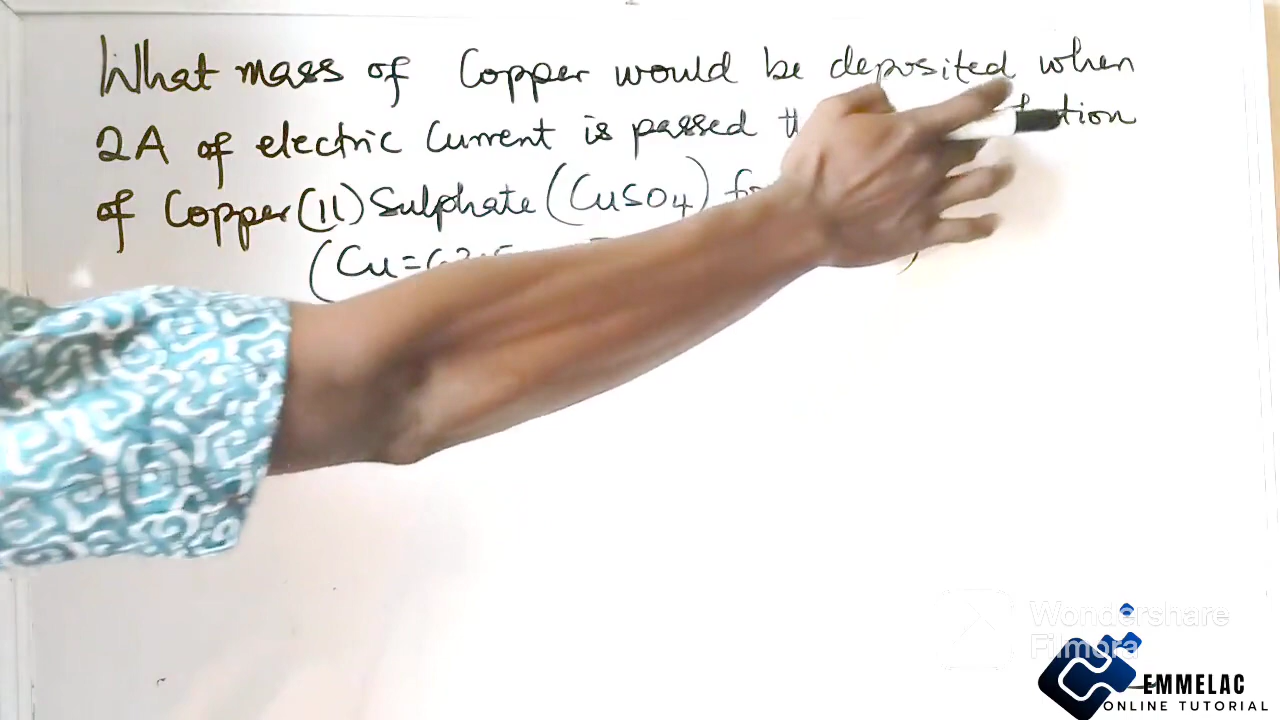 What mass of Copper would be deposited when
2A of electric Current is passed
of Copper(11)Sulphate (CuSO4)
(Cu=
Wondershare
Filmora
EMMELAC
ONLINE TUTORIAL